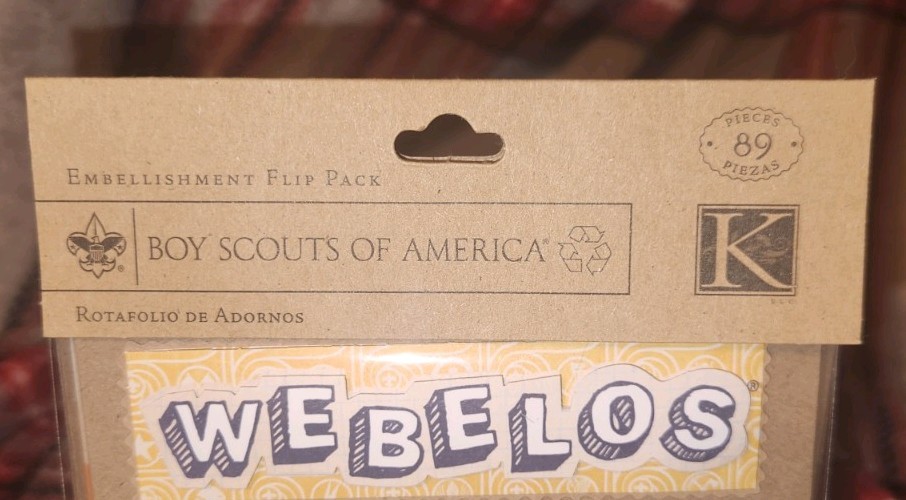 PIECES
89
PIEZAS
EMBELLISHMENT FLIP PACK
BOY SCOUTS OF AMERICA®
K
ROTAFOLIO DE ADORNOS
WEBELOS®